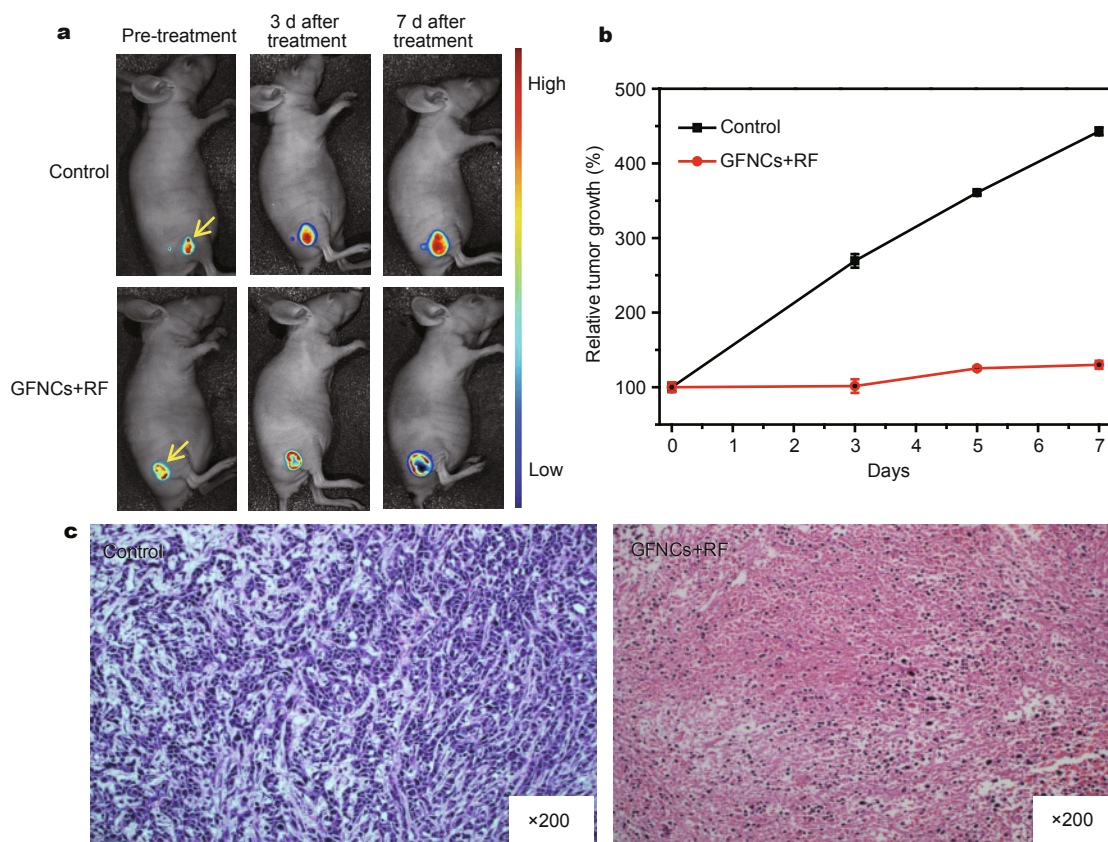 a
Pre-treatment
3 d after
treatment
7 d after
treatment
Control
GFNCs+RF
High
Low
b
Relative tumor growth (%)
500
400
300
200
100
Control
GFNCs+RF
0
1
2
3
4
5
6
7
Days
c
Control
×200
GFNCs+RF
×200